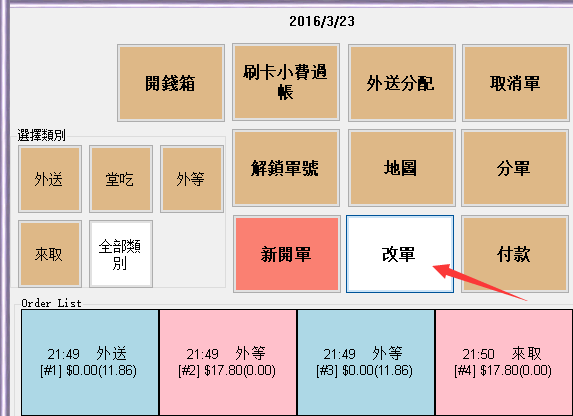 2016/3/23
開錢箱
刷卡小費過
帳
外送分配
取消單
選擇類別
外送
堂吃
外等
解鎖單號
地圖
分單
來取
全部類
別
新開單
改單
付款
Order List
21:49 外送
[#1] $0.00(11.86)
21:49 外等
[#2] $17.80(0.00)
21:49 外等
[#3] $0.00(11.86)
21:50 來取
[#4] $17.80(0.00)